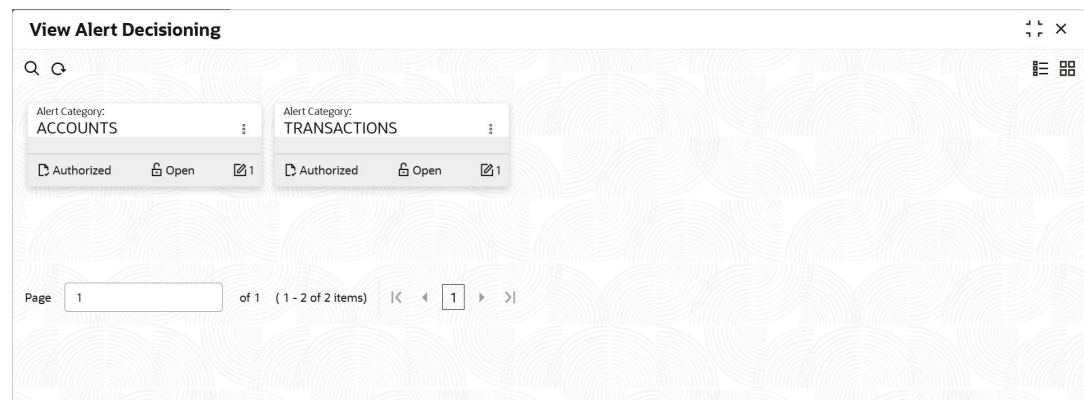 View Alert Decisioning
Alert Category:
ACCOUNTS
Authorized Open 1
Alert Category:
TRANSACTIONS
Authorized Open 1
Page 1 of 1 ( 1 - 2 of 2 items) 1